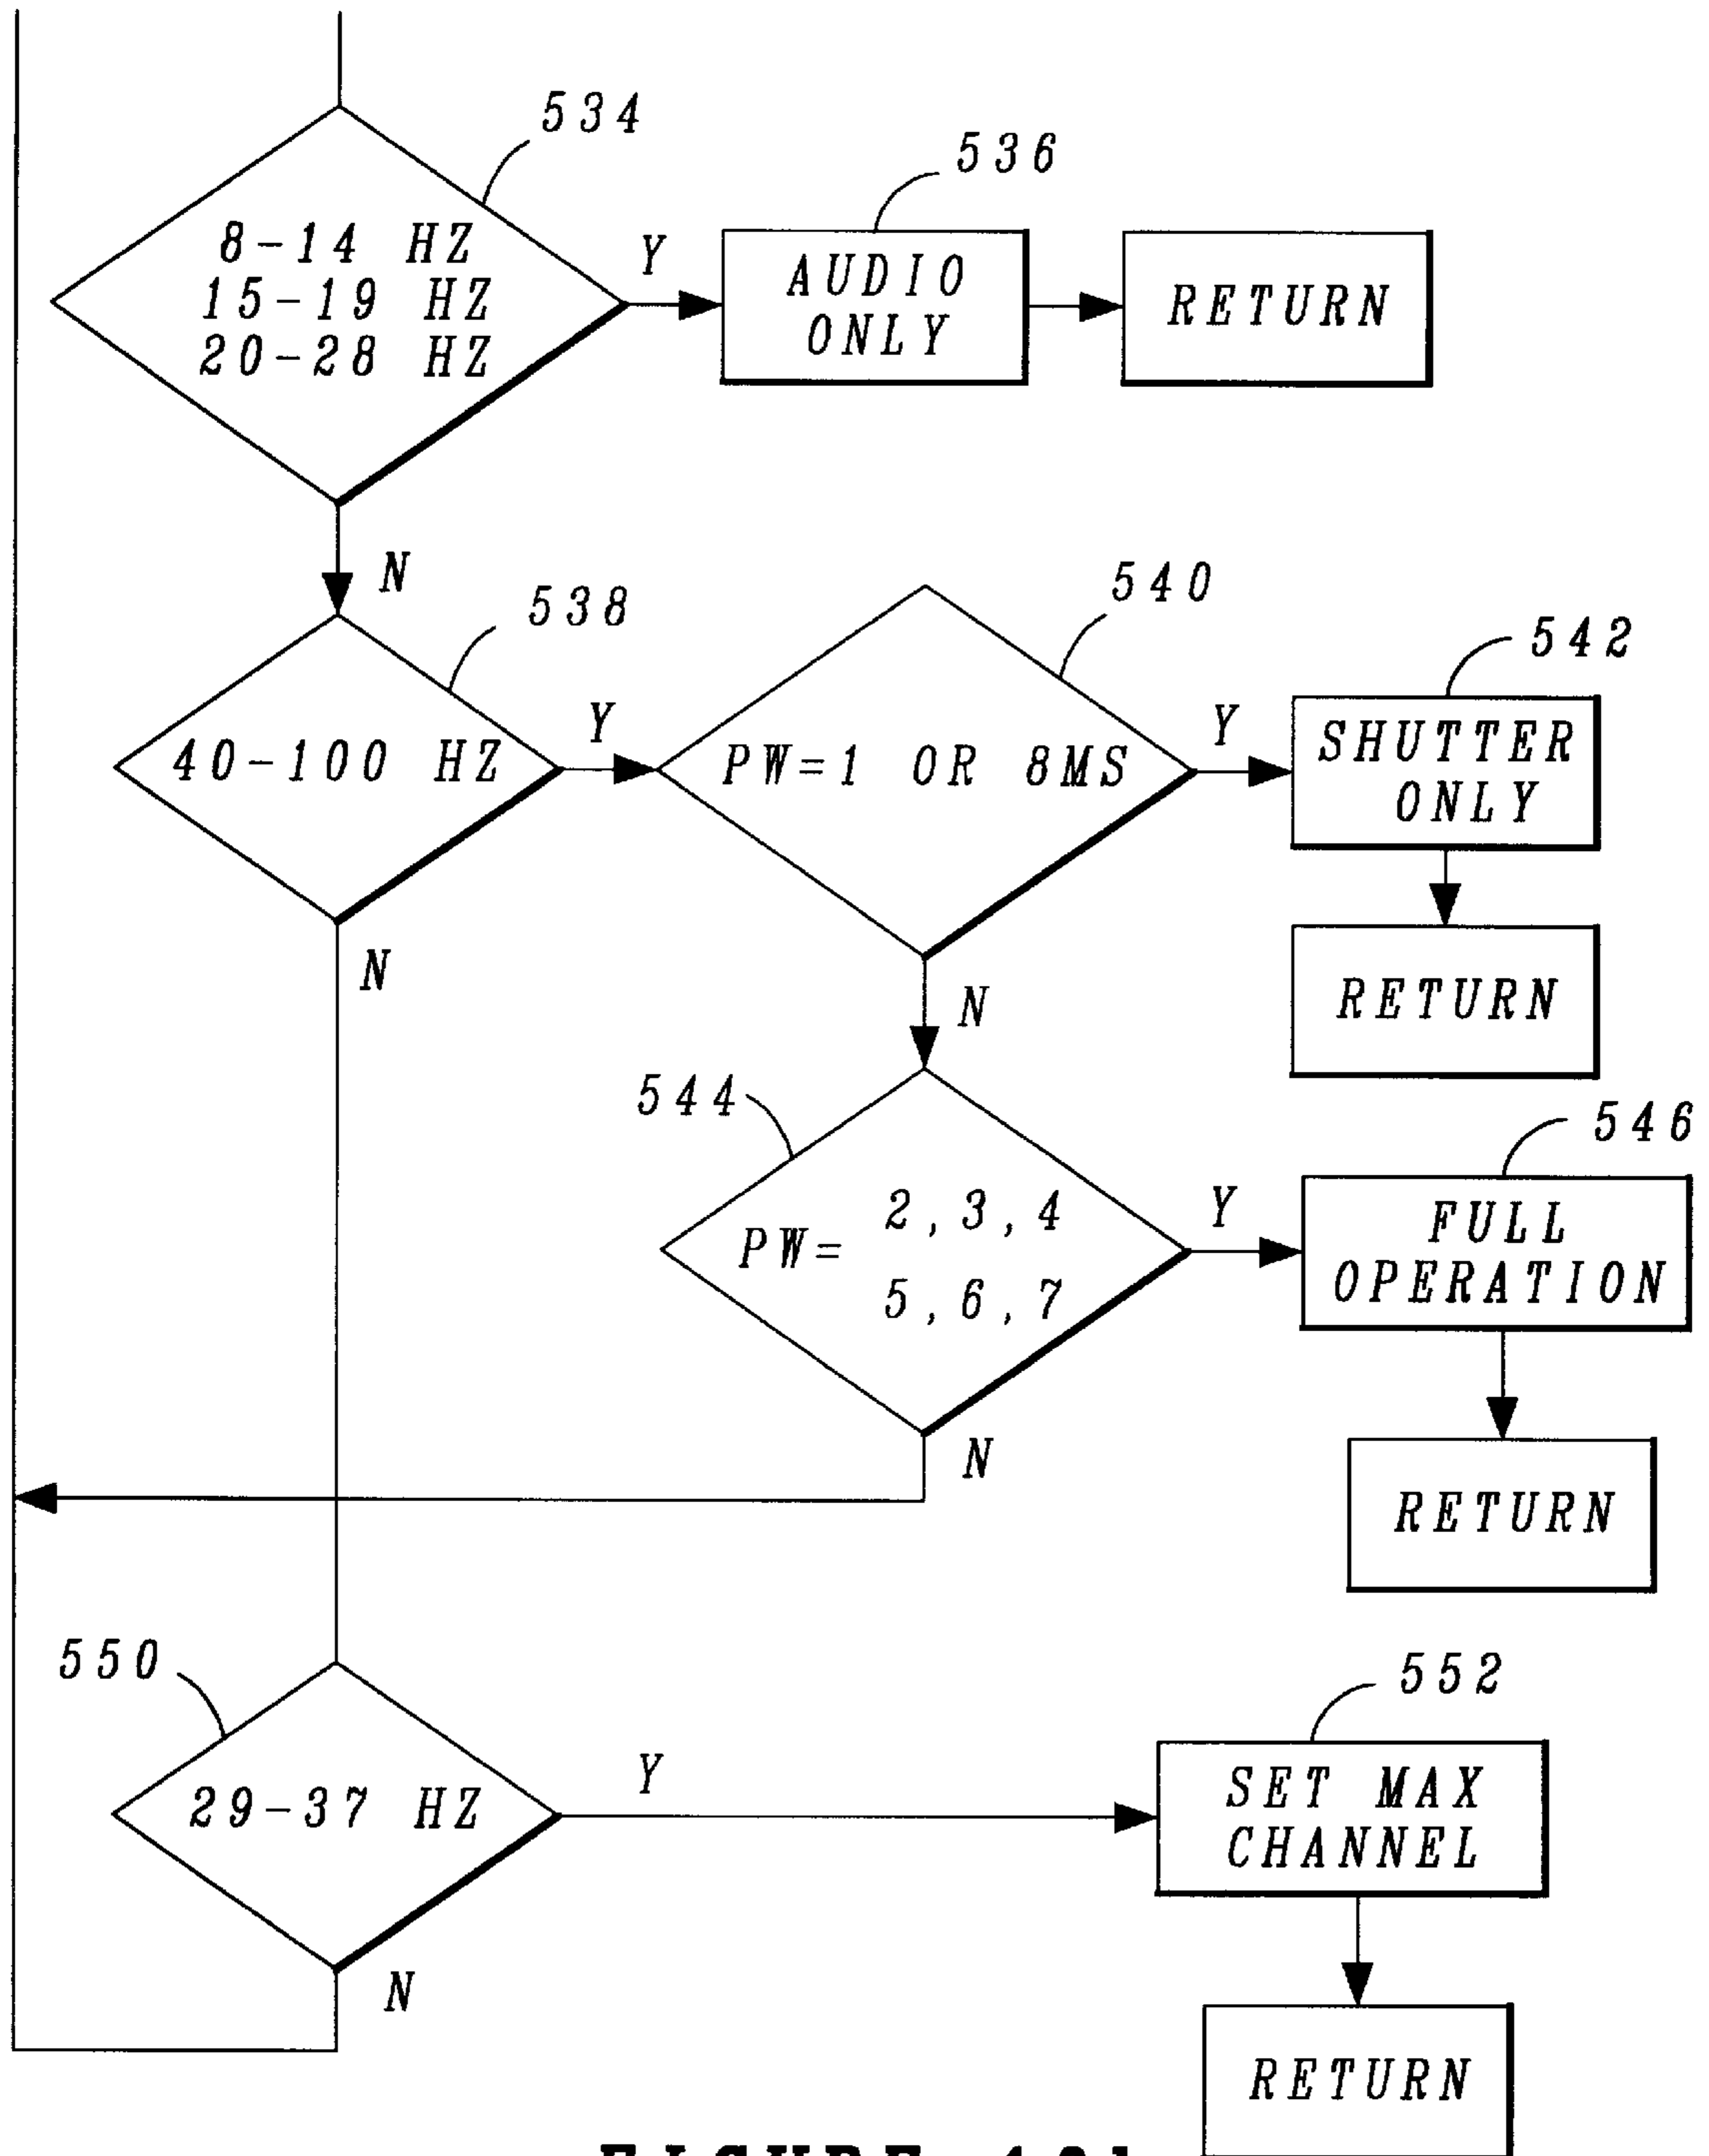 534
536
8-14 HZ
15-19 HZ
20-28 HZ
Y
AUDIO
ONLY
RETURN
N
538
540
542
40-100 HZ
Y
PW=1 OR 8MS
Y
SHUTTER
ONLY
N
N
RETURN
544
546
PW=
2,3,4
5,6,7
Y
FULL
OPERATION
N
RETURN
550
552
29-37 HZ
Y
SET MAX
CHANNEL
N
RETURN
FIGURE